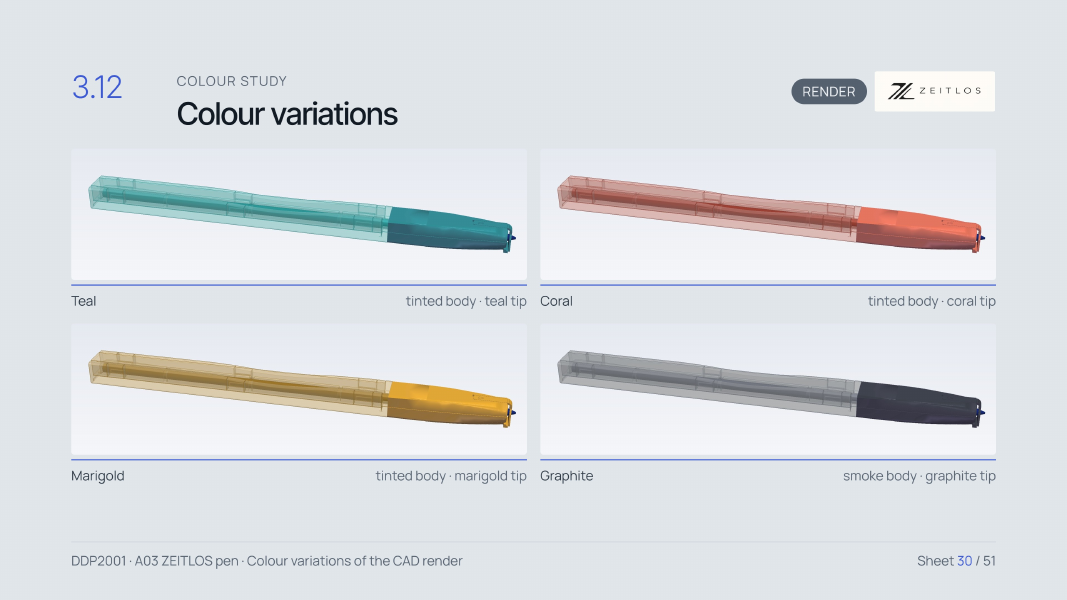 3.12
COLOUR STUDY
Colour variations
RENDER
ZEITLOS
Teal
tinted body · teal tip
Coral
tinted body · coral tip
Marigold
tinted body · marigold tip
Graphite
smoke body · graphite tip
DDP2001 · A03 ZEITLOS pen · Colour variations of the CAD render
Sheet 30 / 51